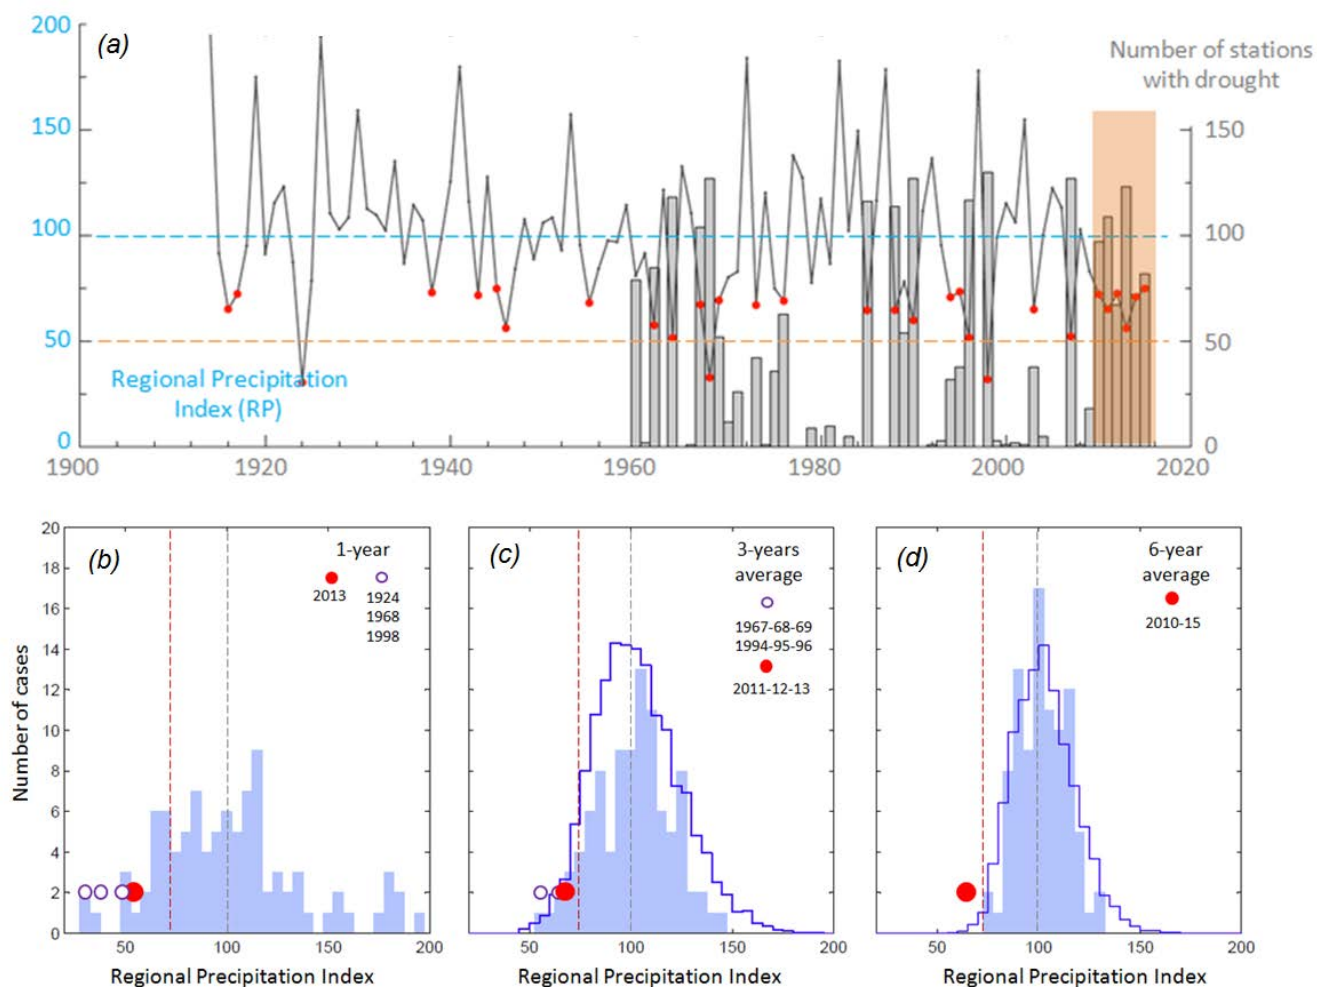 (a)
200
150
100
50
0
Number of stations
with drought
150
100
50
0
Regional Precipitation
Index (RP)
1900
1920
1940
1960
1980
2000
2020
Number of cases
20
18
16
14
12
10
8
6
4
2
0
(b)
1-year
2013
1924
1968
1998
50
100
150
200
Regional Precipitation Index
(c)
3-years
average
1967-68-69
1994-95-96
2011-12-13
50
100
150
200
Regional Precipitation Index
(d)
6-year
average
2010-15
50
100
150
200
Regional Precipitation Index